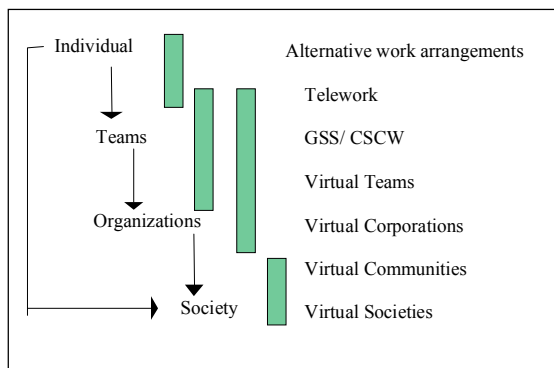 Individual
Alternative work arrangements
Telework
Teams
GSS/ CSCW
Virtual Teams
Organizations
Virtual Corporations
Virtual Communities
Society
Virtual Societies